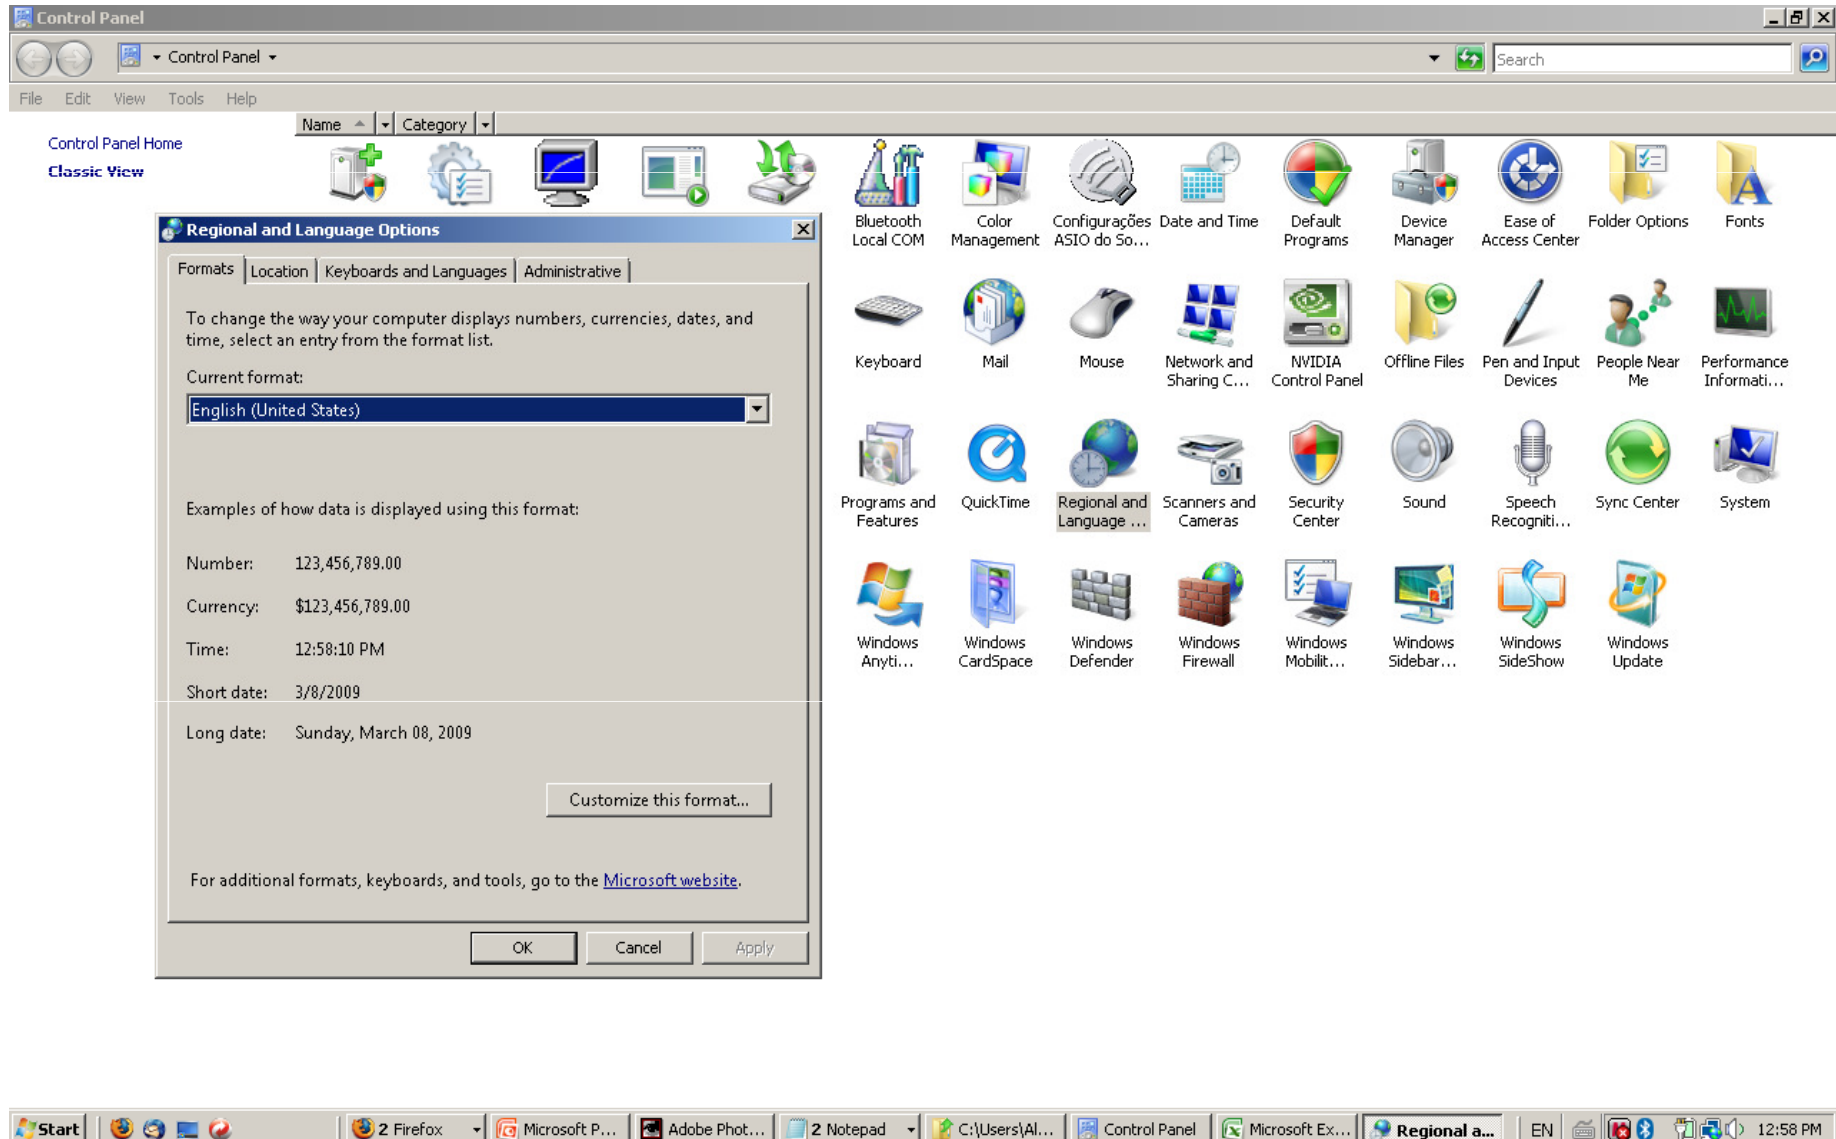 Control Panel
Control Panel
Search
File Edit View Tools Help
Name Category
Control Panel Home
Classic View
Bluetooth
Local COM
Color
Management
Configurações
ASIO do So...
Date and Time
Default
Programs
Device
Manager
Ease of
Access Center
Folder Options
Fonts
Keyboard
Mail
Mouse
Network and
Sharing C...
NVIDIA
Control Panel
Offline Files
Pen and Input
Devices
People Near
Me
Performance
Informati...
Programs and
Features
QuickTime
Regional and
Language ...
Scanners and
Cameras
Security
Center
Sound
Speech
Recogniti...
Sync Center
System
Windows
Anyti...
Windows
CardSpace
Windows
Defender
Windows
Firewall
Windows
Mobilit...
Windows
Sidebar...
Windows
SideShow
Windows
Update
Regional and Language Options
Formats Location Keyboards and Languages Administrative
To change the way your computer displays numbers, currencies, dates, and
time, select an entry from the format list.
Current format:
English (United States)
Examples of how data is displayed using this format:
Number: 123,456,789.00
Currency: $123,456,789.00
Time: 12:58:10 PM
Short date: 3/8/2009
Long date: Sunday, March 08, 2009
Customize this format...
For additional formats, keyboards, and tools, go to the Microsoft website.
OK Cancel Apply
Start 2 Firefox Microsoft P... Adobe Phot... 2 Notepad C:\Users\Al... Control Panel Microsoft Ex... Regional a... EN 12:58 PM